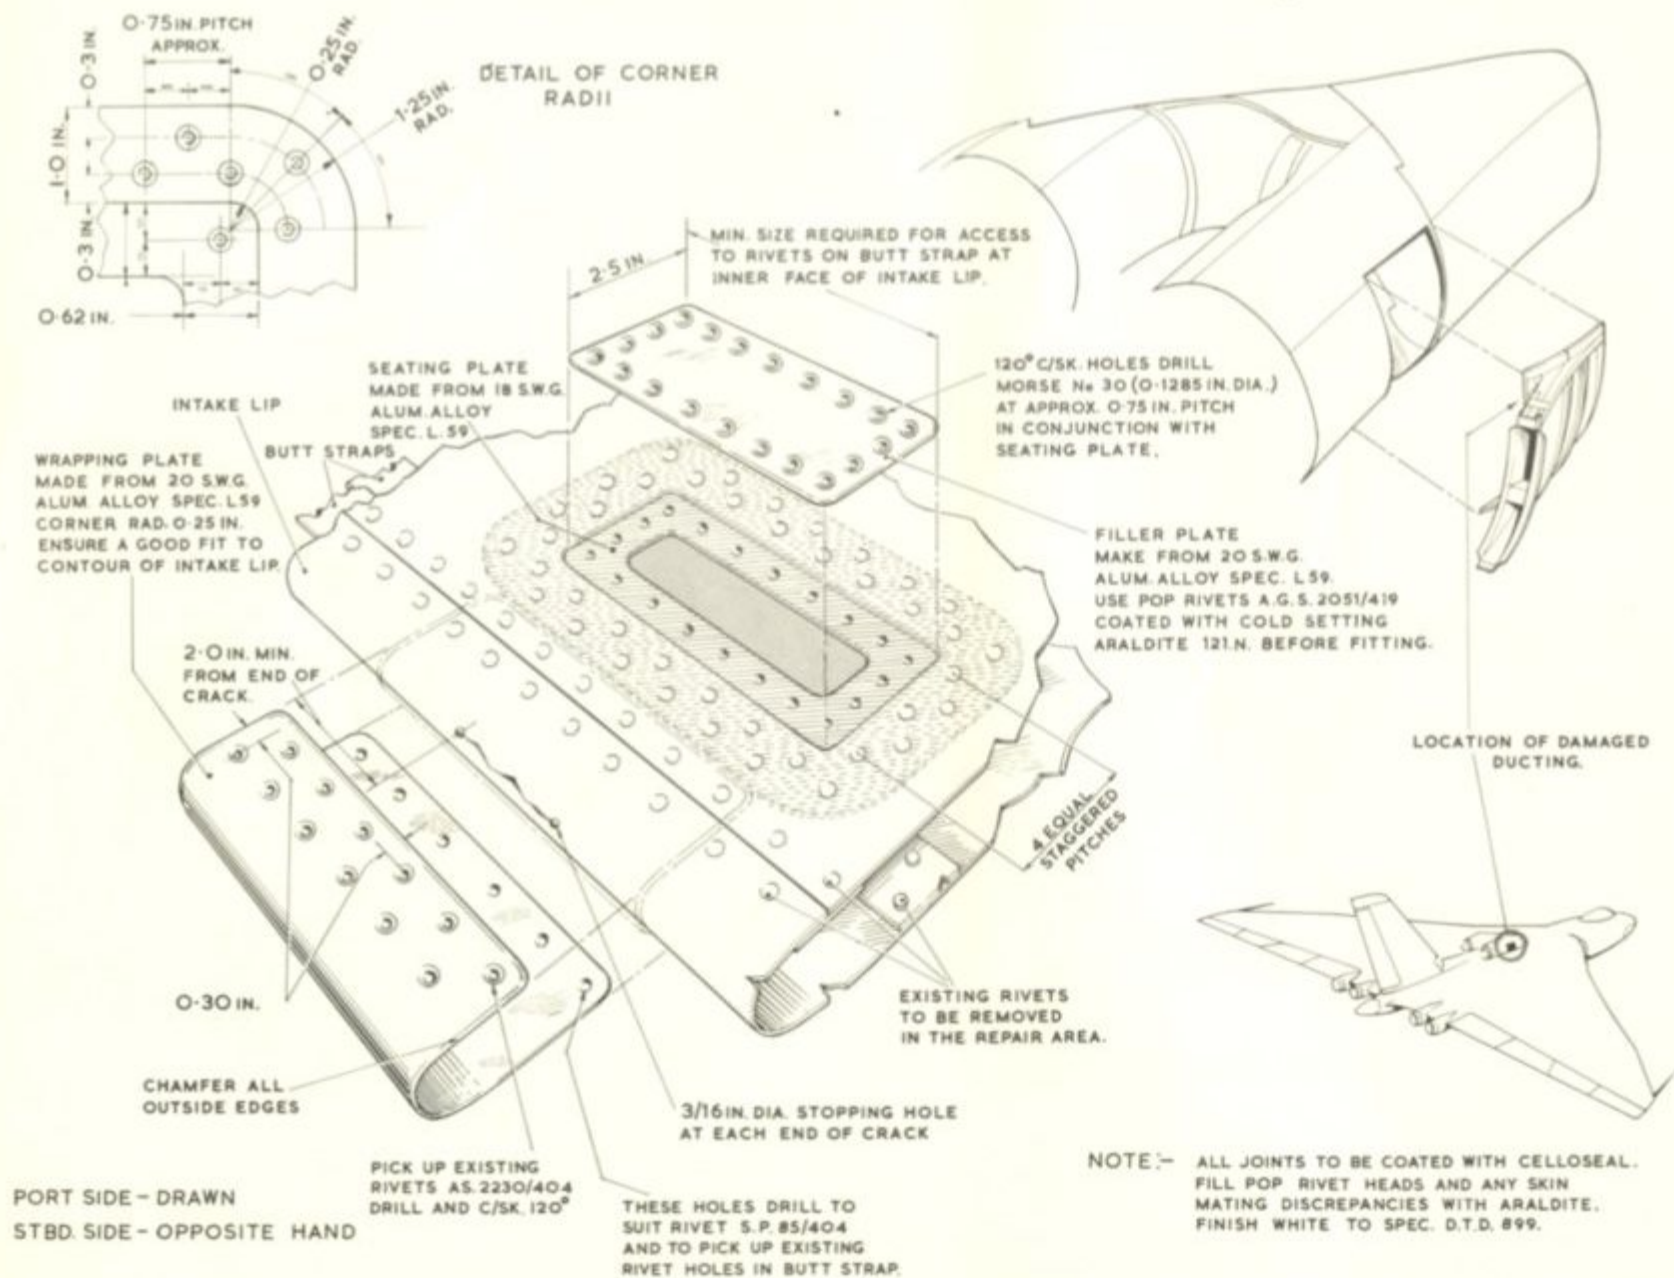 0·75 IN. PITCH
APPROX.
0·3 IN.
0·25 IN.
RAD.
1·25 IN.
RAD.
1·0 IN.
0·3 IN
0·62 IN.
DETAIL OF CORNER
RADII
2·5 IN.
MIN. SIZE REQUIRED FOR ACCESS
TO RIVETS ON BUTT STRAP AT
INNER FACE OF INTAKE LIP.
SEATING PLATE
MADE FROM 18 S.W.G.
ALUM. ALLOY
SPEC. L.59
INTAKE LIP
BUTT STRAPS
WRAPPING PLATE
MADE FROM 20 S.W.G.
ALUM. ALLOY SPEC. L59
CORNER RAD. 0·25 IN.
ENSURE A GOOD FIT TO
CONTOUR OF INTAKE LIP.
120° C/SK. HOLES DRILL
MORSE No 30 (0·1285 IN. DIA.)
AT APPROX. 0·75 IN. PITCH
IN CONJUNCTION WITH
SEATING PLATE.
FILLER PLATE
MAKE FROM 20 S.W.G.
ALUM. ALLOY SPEC. L59.
USE POP RIVETS A.G.S. 2051/419
COATED WITH COLD SETTING
ARALDITE 121.N. BEFORE FITTING.
2·0 IN. MIN.
FROM END OF
CRACK.
LOCATION OF DAMAGED
DUCTING.
4 EQUAL
STAGGERED
PITCHES
0·30 IN.
EXISTING RIVETS
TO BE REMOVED
IN THE REPAIR AREA.
CHAMFER ALL
OUTSIDE EDGES
3/16 IN. DIA. STOPPING HOLE
AT EACH END OF CRACK
PICK UP EXISTING
RIVETS AS. 2230/404
DRILL AND C/SK. 120°
THESE HOLES DRILL TO
SUIT RIVET S.P. 85/404
AND TO PICK UP EXISTING
RIVET HOLES IN BUTT STRAP.
NOTE:- ALL JOINTS TO BE COATED WITH CELLOSEAL.
FILL POP RIVET HEADS AND ANY SKIN
MATING DISCREPANCIES WITH ARALDITE.
FINISH WHITE TO SPEC. D.T.D. 899.
PORT SIDE - DRAWN
STBD. SIDE - OPPOSITE HAND